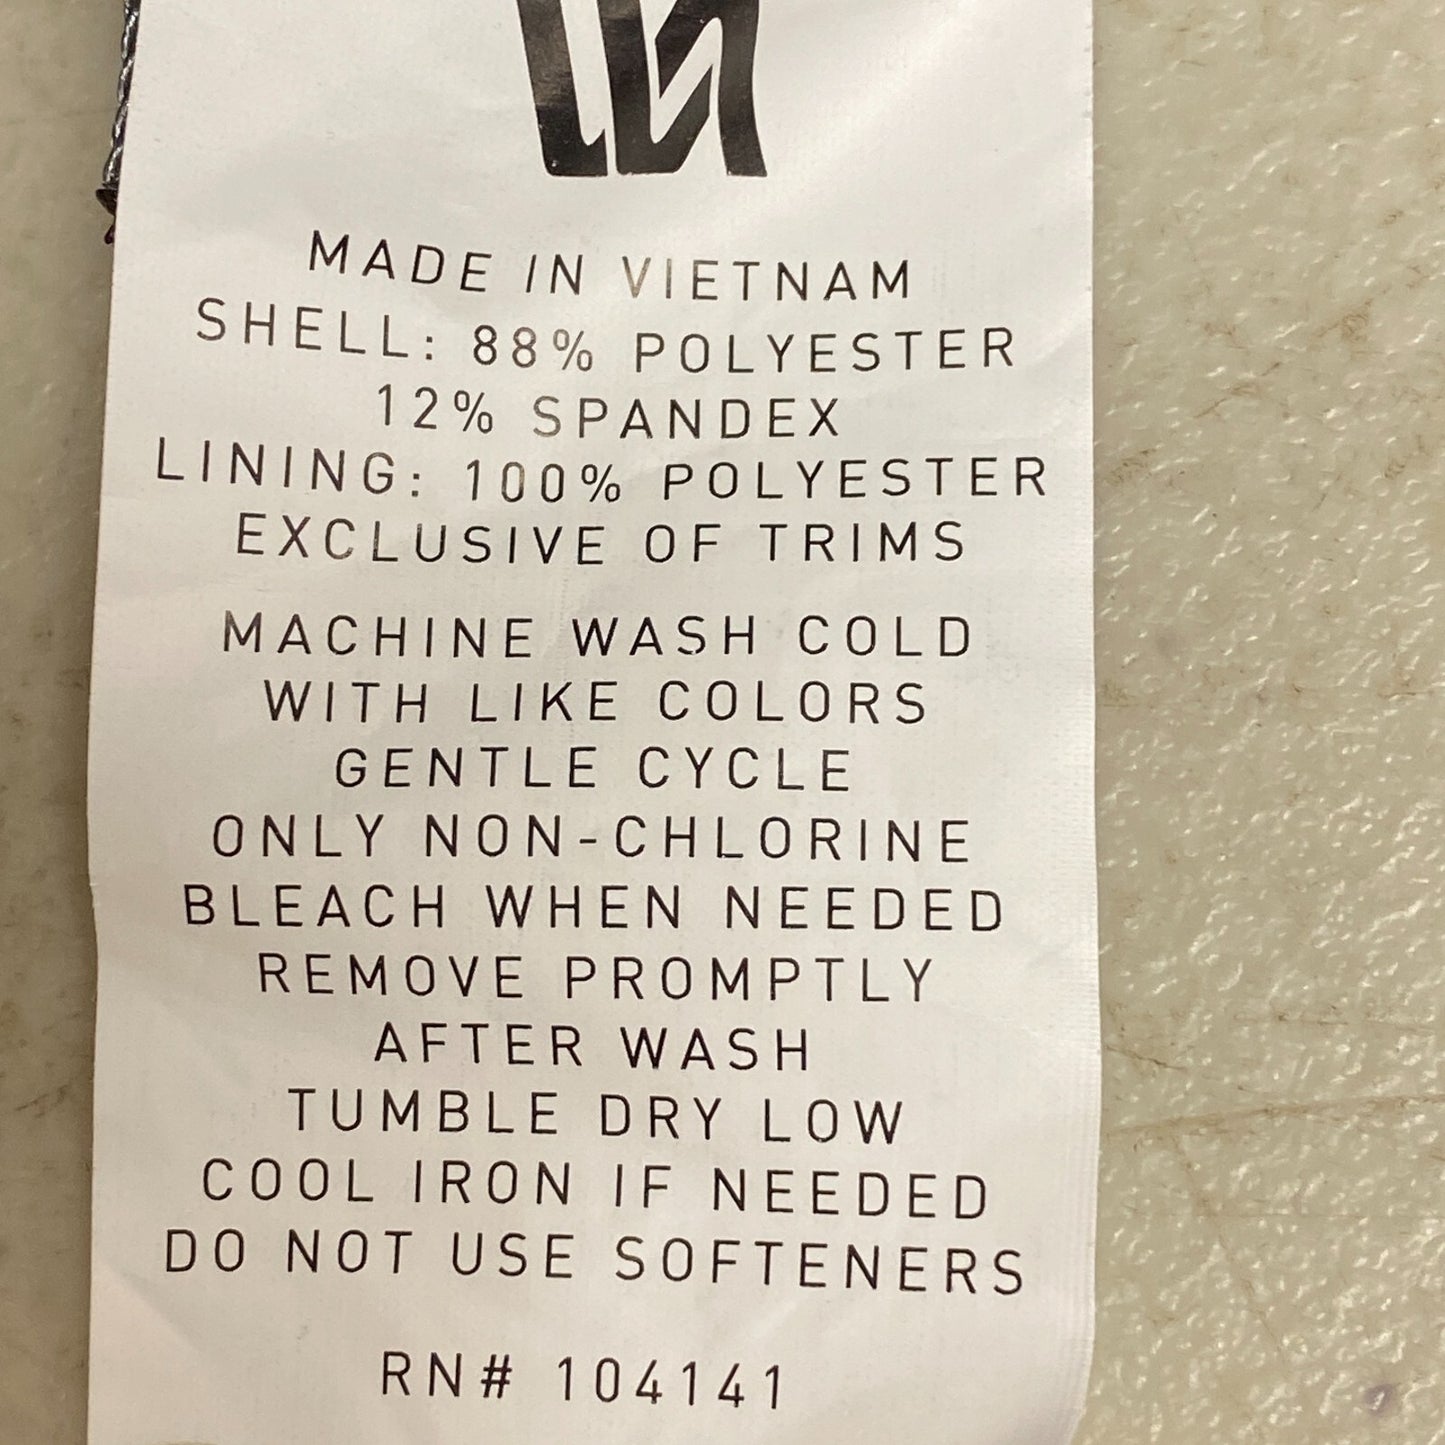 MADE IN VIETNAM
SHELL: 88% POLYESTER
12% SPANDEX
LINING: 100% POLYESTER
EXCLUSIVE OF TRIMS
MACHINE WASH COLD
WITH LIKE COLORS
GENTLE CYCLE
ONLY NON-CHLORINE
BLEACH WHEN NEEDED
REMOVE PROMPTLY
AFTER WASH
TUMBLE DRY LOW
COOL IRON IF NEEDED
DO NOT USE SOFTENERS
RN# 104141